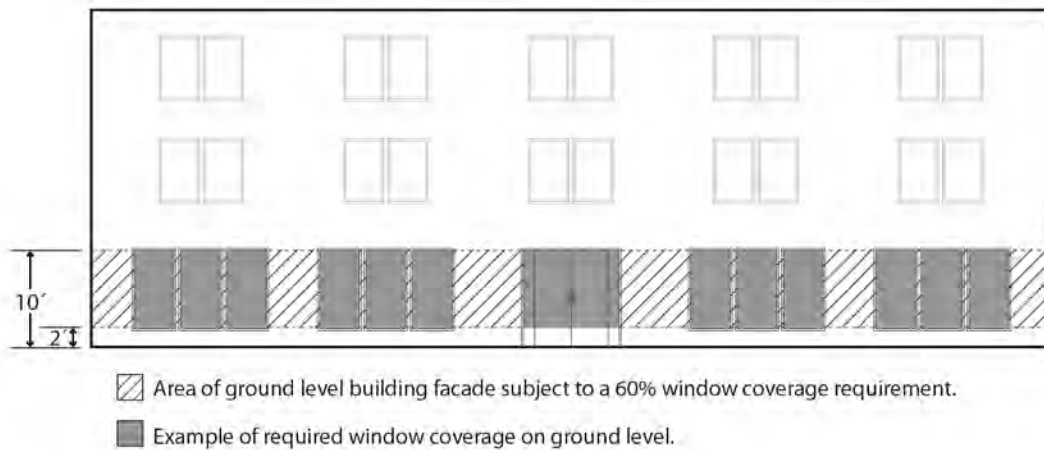 10´
2´
Area of ground level building facade subject to a 60% window coverage requirement.
Example of required window coverage on ground level.